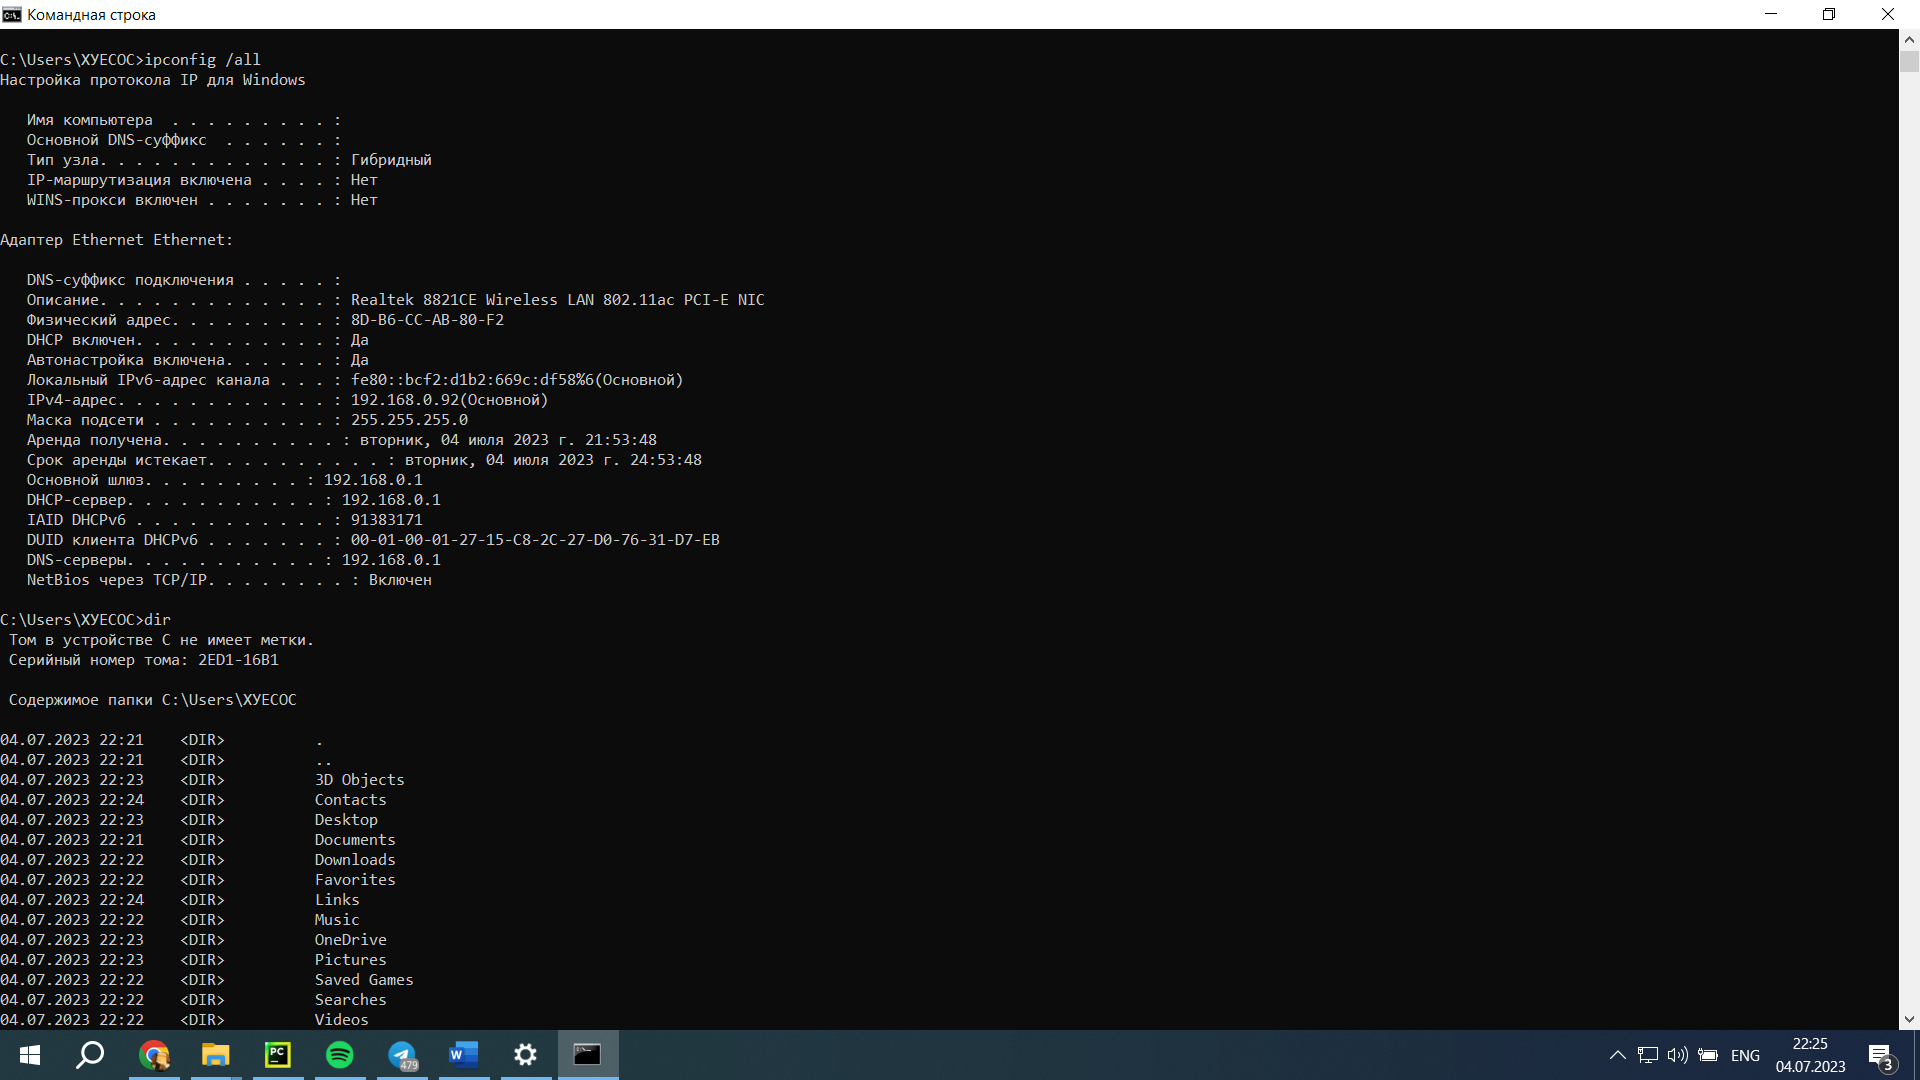 Командная строка
C:\Users\ХУЕСОС>ipconfig /all
Настройка протокола IP для Windows
Имя компьютера  . . . . . . . . . :
Основной DNS-суффикс  . . . . . . :
Тип узла. . . . . . . . . . . . . : Гибридный
IP-маршрутизация включена . . . . : Нет
WINS-прокси включен . . . . . . . : Нет
Адаптер Ethernet Ethernet:
DNS-суффикс подключения . . . . . :
Описание. . . . . . . . . . . . . : Realtek 8821CE Wireless LAN 802.11ac PCI-E NIC
Физический адрес. . . . . . . . . : 8D-B6-CC-AB-80-F2
DHCP включен. . . . . . . . . . . : Да
Автонастройка включена. . . . . . : Да
Локальный IPv6-адрес канала . . . : fe80::bcf2:d1b2:669c:df58%6(Основной)
IPv4-адрес. . . . . . . . . . . . : 192.168.0.92(Основной)
Маска подсети . . . . . . . . . . : 255.255.255.0
Аренда получена. . . . . . . . . . : вторник, 04 июля 2023 г. 21:53:48
Срок аренды истекает. . . . . . . . . . : вторник, 04 июля 2023 г. 24:53:48
Основной шлюз. . . . . . . . . : 192.168.0.1
DHCP-сервер. . . . . . . . . . . : 192.168.0.1
IAID DHCPv6 . . . . . . . . . . . : 91383171
DUID клиента DHCPv6 . . . . . . . : 00-01-00-01-27-15-C8-2C-27-D0-76-31-D7-EB
DNS-серверы. . . . . . . . . . . : 192.168.0.1
NetBios через TCP/IP. . . . . . . . : Включен
C:\Users\ХУЕСОС>dir
Том в устройстве C не имеет метки.
Серийный номер тома: 2ED1-16B1
Содержимое папки C:\Users\ХУЕСОС
04.07.2023 22:21    <DIR>          .
04.07.2023 22:21    <DIR>          ..
04.07.2023 22:23    <DIR>          3D Objects
04.07.2023 22:24    <DIR>          Contacts
04.07.2023 22:23    <DIR>          Desktop
04.07.2023 22:21    <DIR>          Documents
04.07.2023 22:22    <DIR>          Downloads
04.07.2023 22:22    <DIR>          Favorites
04.07.2023 22:24    <DIR>          Links
04.07.2023 22:22    <DIR>          Music
04.07.2023 22:23    <DIR>          OneDrive
04.07.2023 22:23    <DIR>          Pictures
04.07.2023 22:22    <DIR>          Saved Games
04.07.2023 22:22    <DIR>          Searches
04.07.2023 22:22    <DIR>          Videos
PC
479
W
ENG
22:25
04.07.2023
3